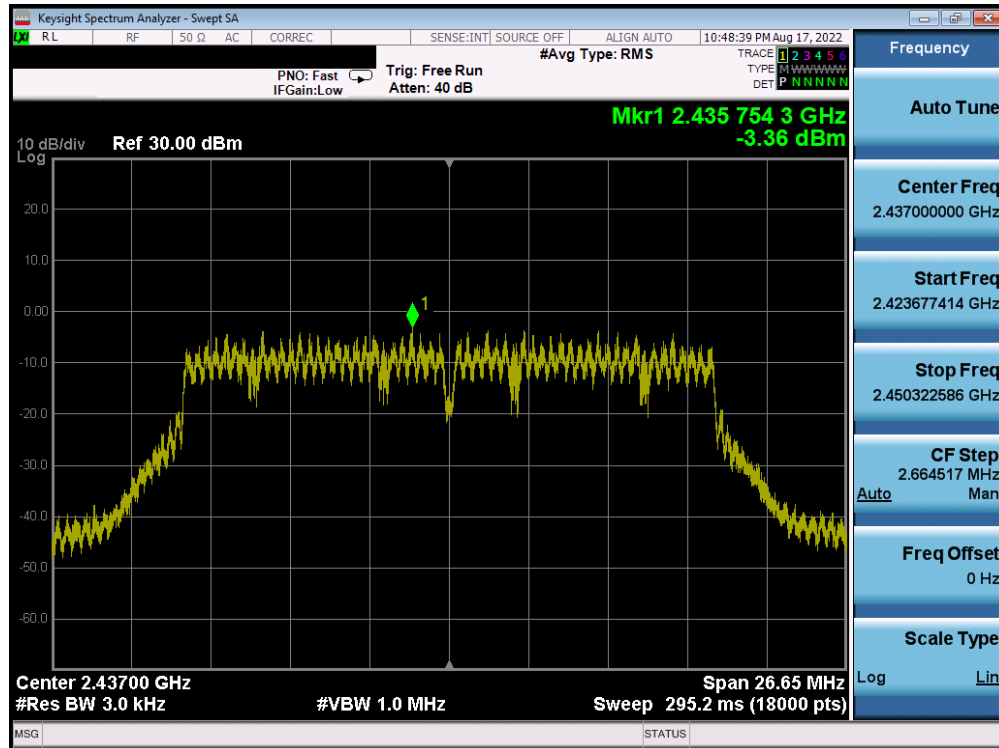 Keysight Spectrum Analyzer - Swept SA
LXI RL RF 50 Ω AC CORREC SENSE:INT SOURCE OFF ALIGN AUTO 10:48:39 PM Aug 17, 2022
#Avg Type: RMS
TRACE 1 2 3 4 5 6
PNO: Fast Trig: Free Run
TYPE M WWWWW
IFGain:Low Atten: 40 dB
DET P N N N N N
Mkr1 2.435 754 3 GHz
-3.36 dBm
10 dB/div Ref 30.00 dBm
Log
20.0
10.0
0.00
1
-10.0
-20.0
-30.0
-40.0
-50.0
-60.0
Center 2.43700 GHz Span 26.65 MHz
#Res BW 3.0 kHz #VBW 1.0 MHz Sweep 295.2 ms (18000 pts)
MSG STATUS
Frequency
Auto Tune
Center Freq
2.437000000 GHz
Start Freq
2.423677414 GHz
Stop Freq
2.450322586 GHz
CF Step
2.664517 MHz
Auto Man
Freq Offset
0 Hz
Scale Type
Log Lin